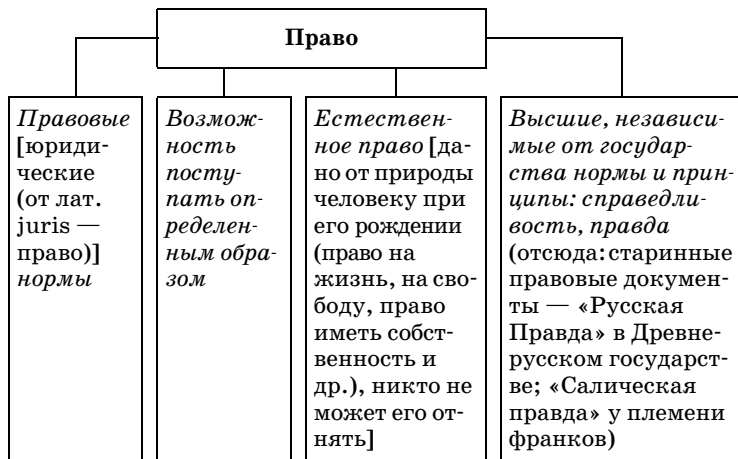 Право
Правовые
[юриди-
ческие
(от лат.
juris —
право)]
нормы
Возмож-
ность
посту-
пать оп-
ределен-
ным обра-
зом
Естествен-
ное право [да-
но от природы
человеку при
его рождении
(право на
жизнь, на сво-
боду, право
иметь собст-
венность и
др.), никто не
может его от-
нять]
Высшие, независи-
мые от государ-
ства нормы и прин-
ципы: справедли-
вость, правда
(отсюда: старинные
правовые докумен-
ты — «Русская
Правда» в Древне-
русском государст-
ве; «Салическая
правда» у племени
франков)